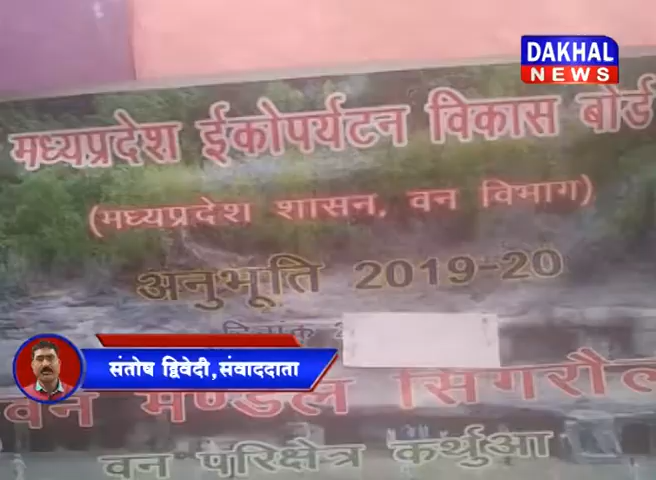 DAKHAL
NEWS
मध्यप्रदेश ईकोपर्यटन विकास बोर्ड
(मध्यप्रदेश शासन, वन विभाग)
अनुभूति 2019-20
संतोष द्विवेदी,संवाददाता
वन मण्डल
वन परिक्षेत्र कर्थुआ